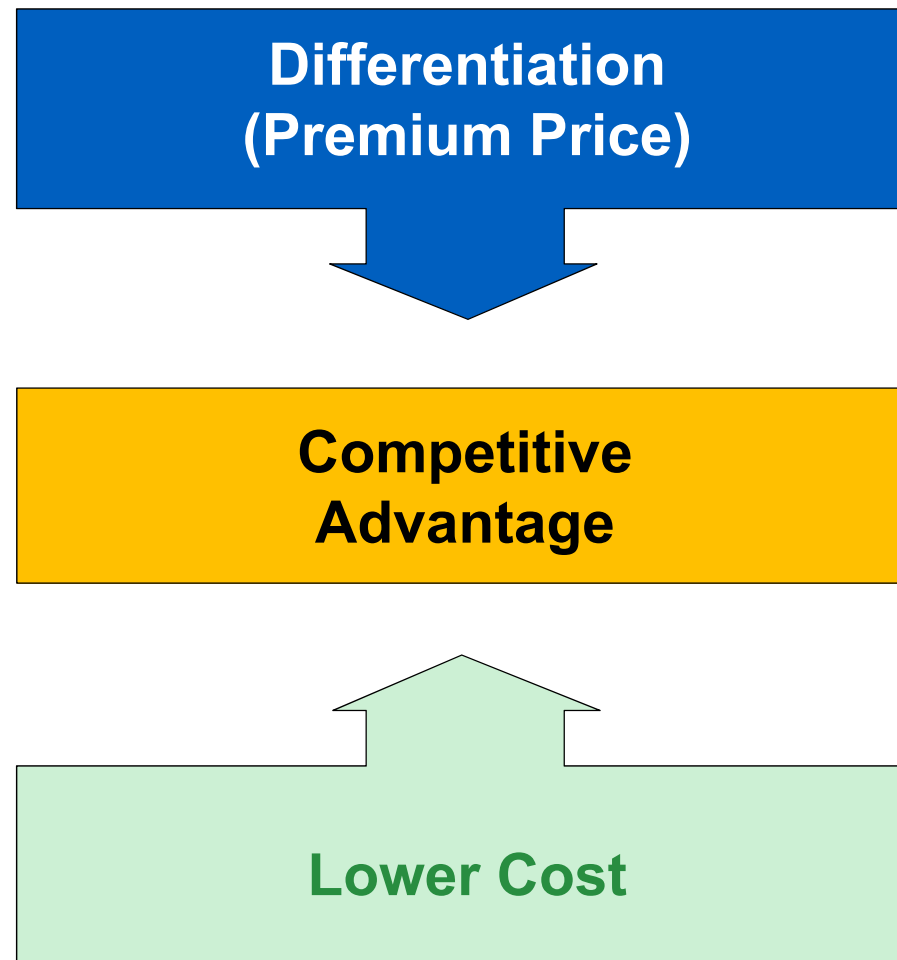 Differentiation
(Premium Price)
Competitive
Advantage
Lower Cost